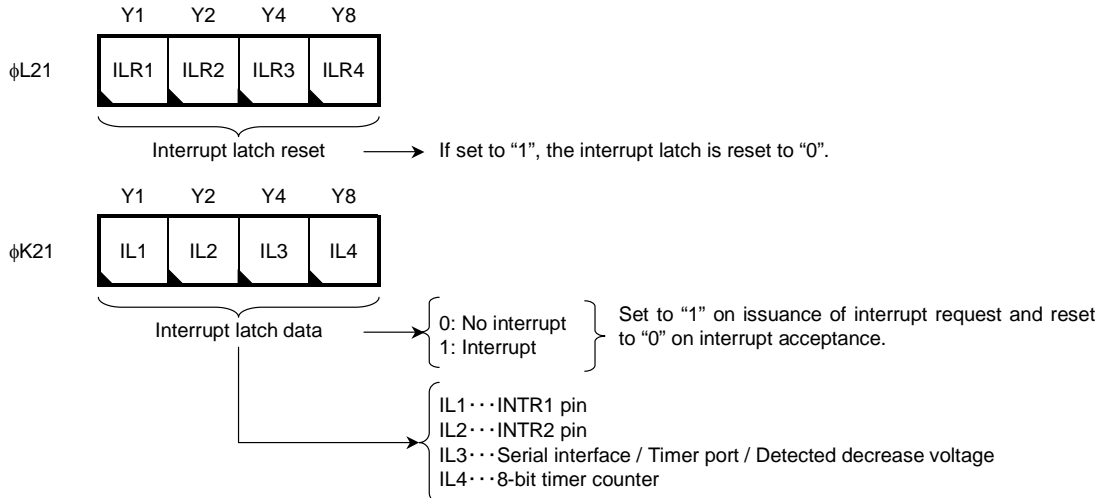 Y1 Y2 Y4 Y8
φL21 ILR1 ILR2 ILR3 ILR4
Interrupt latch reset If set to “1”, the interrupt latch is reset to “0”.
Y1 Y2 Y4 Y8
φK21 IL1 IL2 IL3 IL4
Interrupt latch data
0: No interrupt
1: Interrupt
Set to “1” on issuance of interrupt request and reset
to “0” on interrupt acceptance.
IL1···INTR1 pin
IL2···INTR2 pin
IL3···Serial interface / Timer port / Detected decrease voltage
IL4···8-bit timer counter